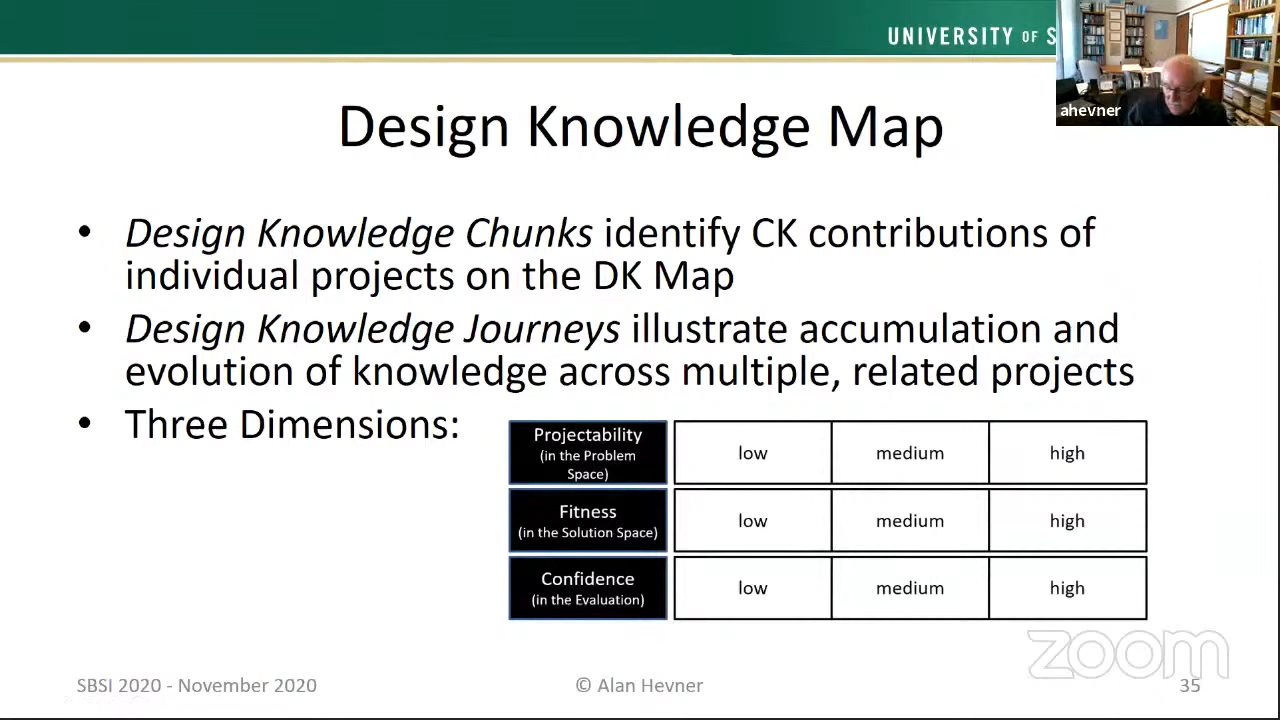 UNIVERSITY OF S
ahevner
Design Knowledge Map
• Design Knowledge Chunks identify CK contributions of
individual projects on the DK Map
• Design Knowledge Journeys illustrate accumulation and
evolution of knowledge across multiple, related projects
• Three Dimensions:
Projectability
(in the Problem
Space)
low medium high
Fitness
(in the Solution Space)
low medium high
Confidence
(in the Evaluation)
low medium high
zoom
SBSI 2020 - November 2020 © Alan Hevner 35